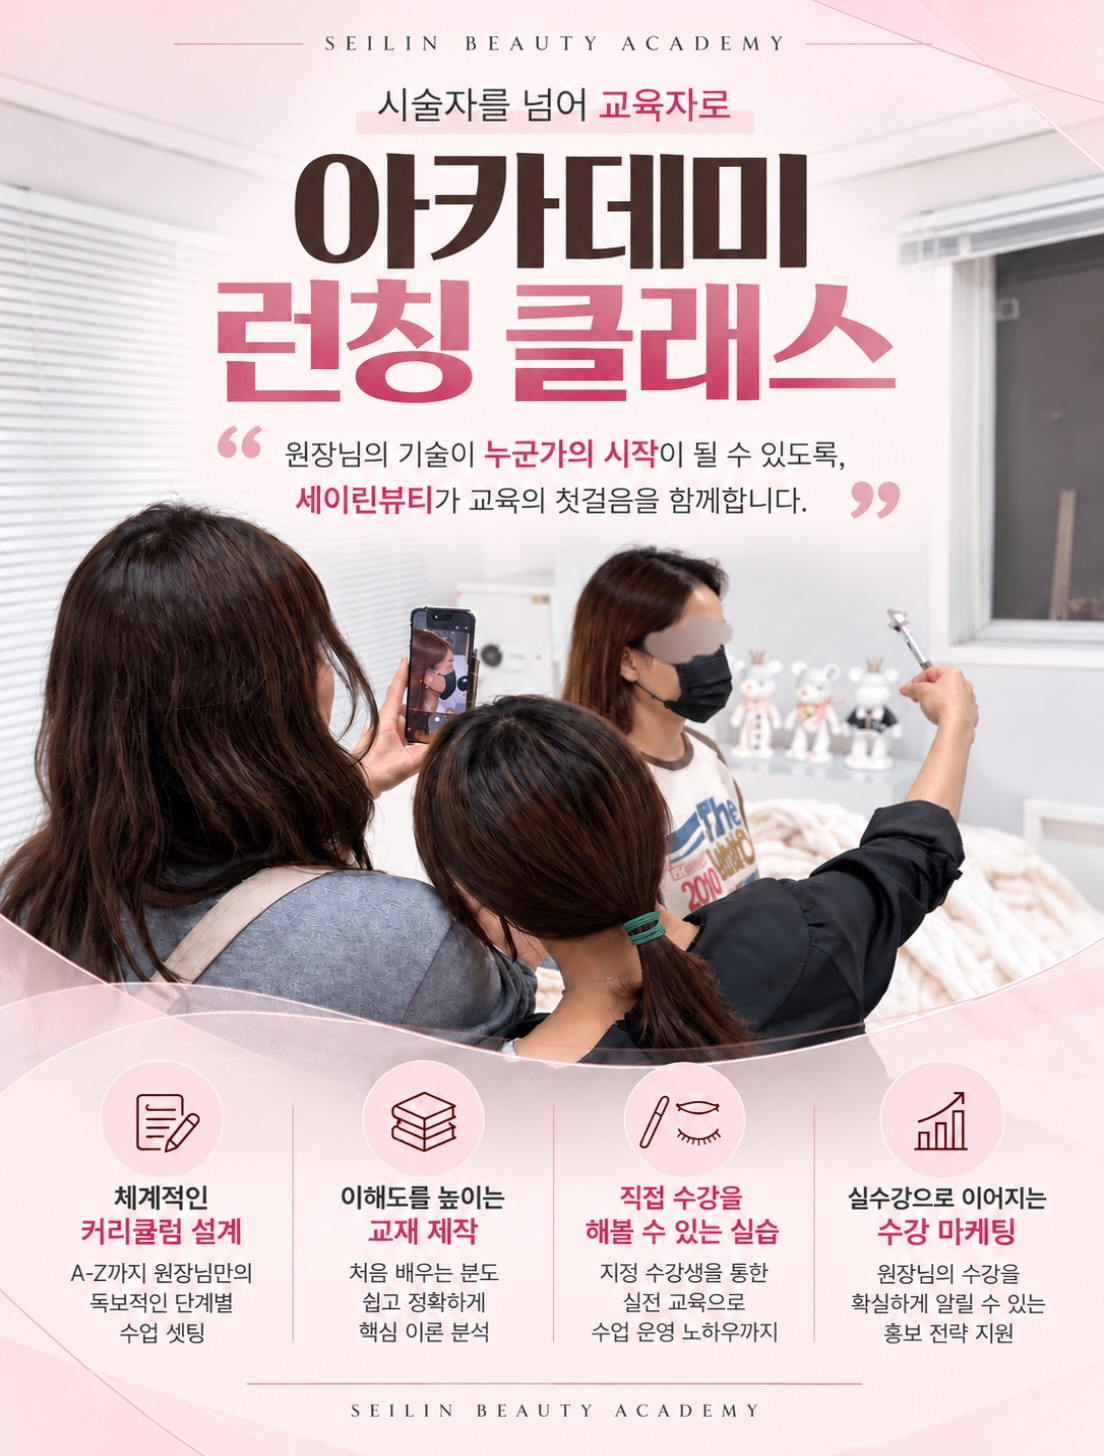 SEILIN BEAUTY ACADEMY
시술자를 넘어 교육자로
아카데미
런칭 클래스
“ 원장님의 기술이 누군가의 시작이 될 수 있도록,
세이린뷰티가 교육의 첫걸음을 함께합니다. ”
The
2010
체계적인
커리큘럼 설계
A-Z까지 원장님만의
독보적인 단계별
수업 셋팅
이해도를 높이는
교재 제작
처음 배우는 분도
쉽고 정확하게
핵심 이론 분석
직접 수강을
해볼 수 있는 실습
지정 수강생을 통한
실전 교육으로
수업 운영 노하우까지
실수강으로 이어지는
수강 마케팅
원장님의 수강을
확실하게 알릴 수 있는
홍보 전략 지원
SEILIN BEAUTY ACADEMY